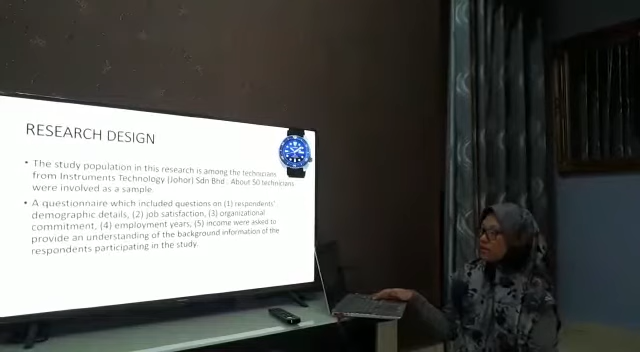 RESEARCH DESIGN
• The study population in this research is among the technicians
from Instruments Technology (Johor) Sdn Bhd . About 50 technicians
were involved as a sample.
• A questionnaire which included questions on (1) respondents'
demographic details, (2) job satisfaction, (3) organizational
commitment, (4) employment years, (5) income were asked to
provide an understanding of the background information of the
respondents participating in the study.